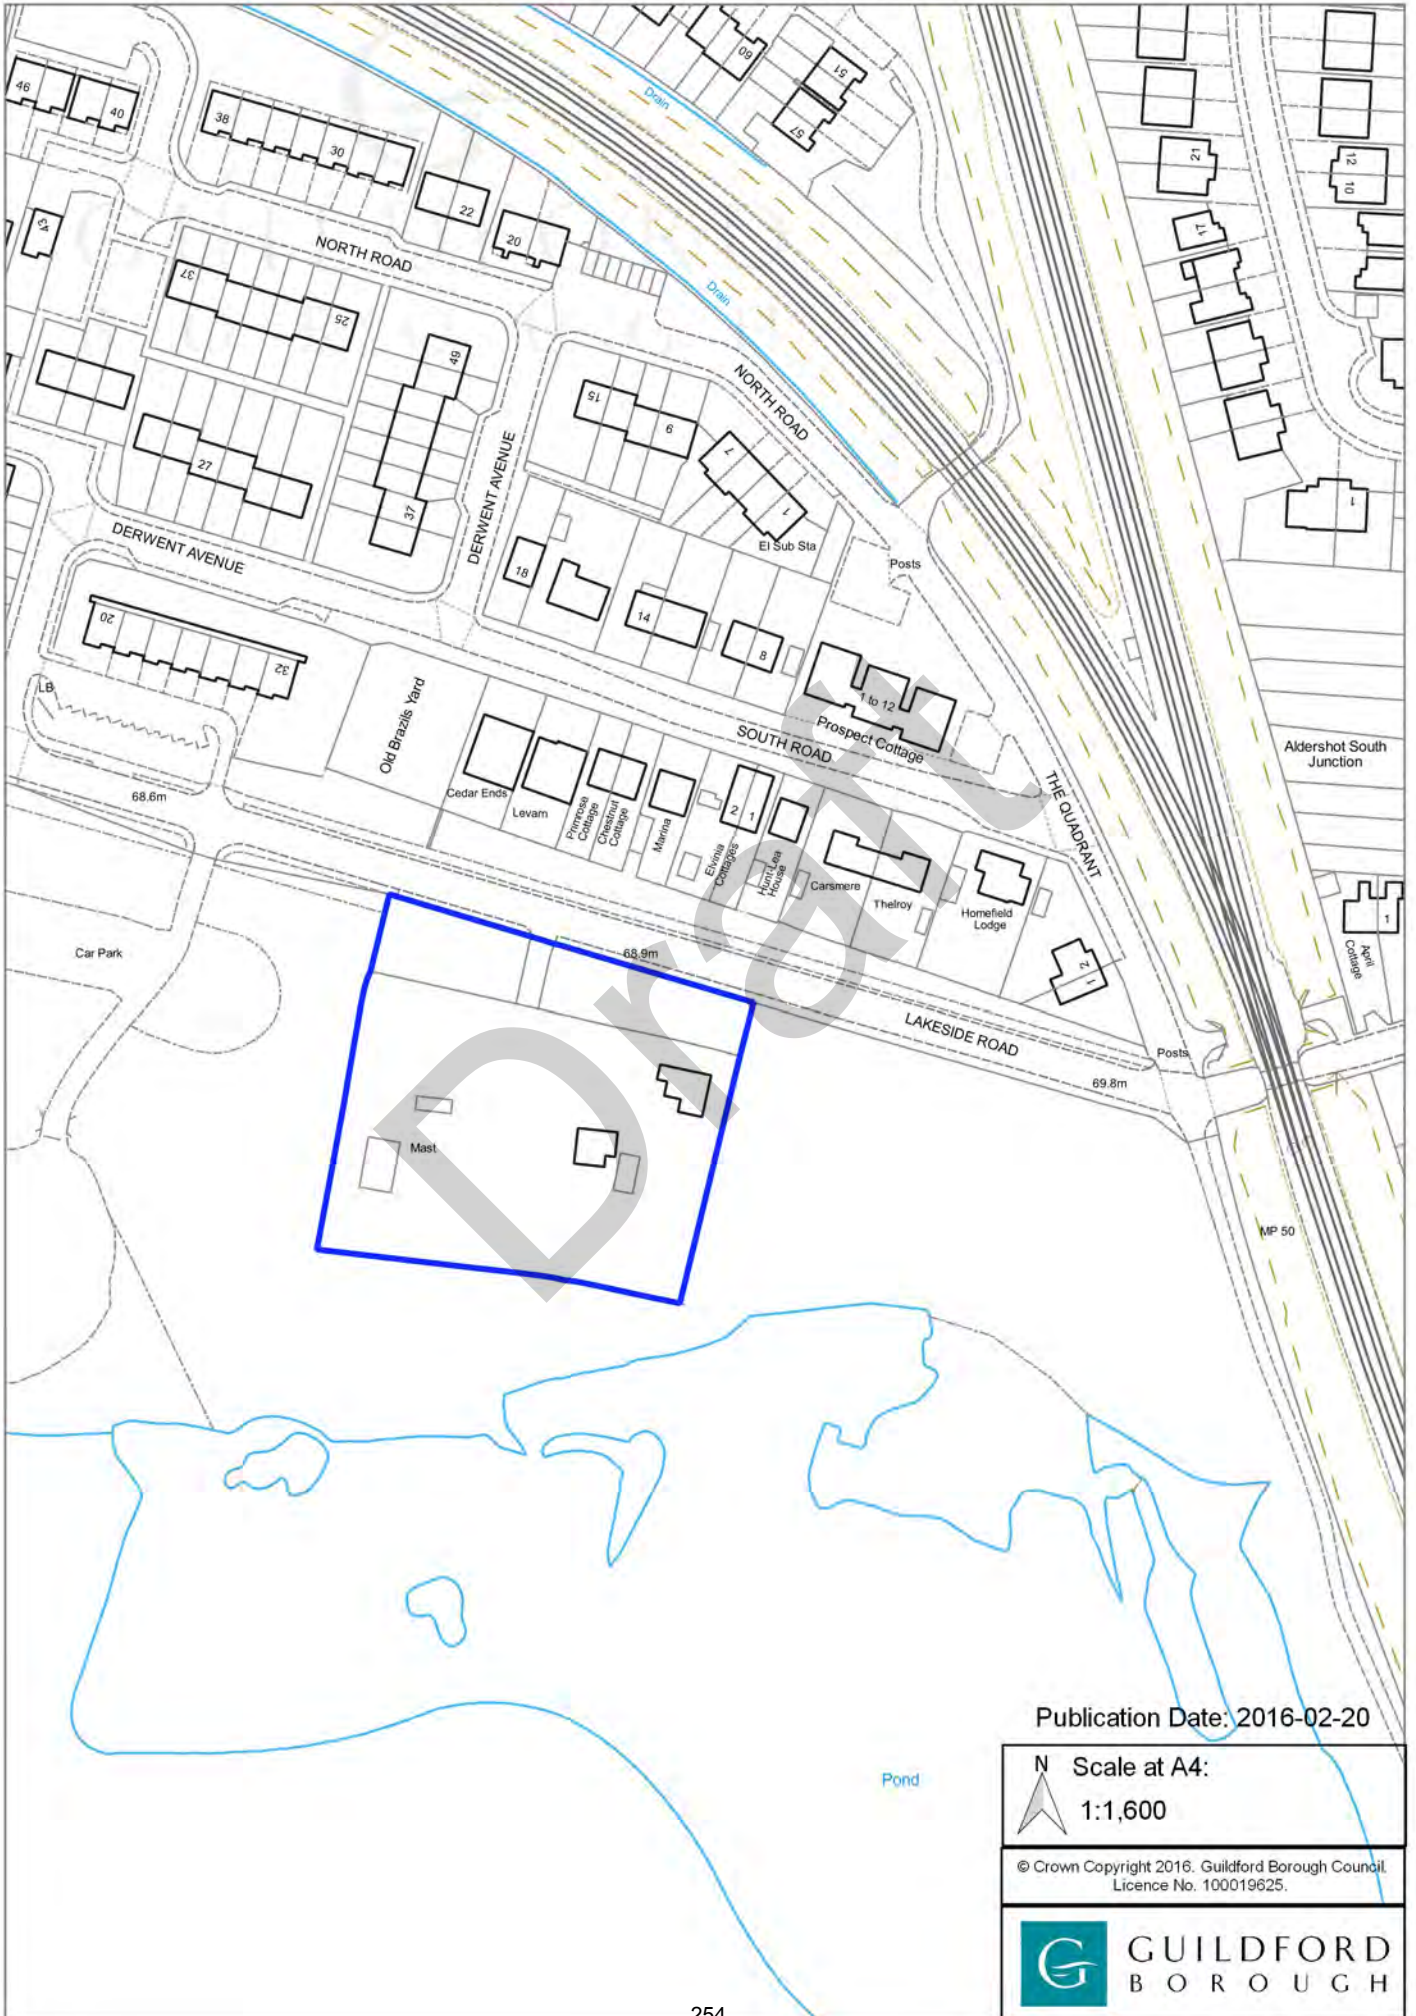 60
51
57
Drain
46
40
38
30
22
20
43
NORTH ROAD
37
25
49
Drain
21
12
10
17
NORTH ROAD
15
9
7
1
27
37
DERWENT AVENUE
DERWENT AVENUE
1
El Sub Sta
Posts
18
14
8
20
32
LB
Old Brazils Yard
1 to 12
Prospect Cottage
SOUTH ROAD
THE QUADRANT
Aldershot South
Junction
68.6m
Cedar Ends
Levam
Primrose
Cottage
Chestnut
Cottage
Marina
2
1
Elvinia
Cottages
Hunt-Lea
House
Carsmere
Thelroy
Homefield
Lodge
2
1
1
April
Cottage
Car Park
68.9m
LAKESIDE ROAD
Posts
69.8m
Mast
MP 50
Draft
Pond
Publication Date: 2016-02-20
N
Scale at A4:
1:1,600
© Crown Copyright 2016. Guildford Borough Council.
Licence No. 100019625.
G
GUILDFORD
BOROUGH
254